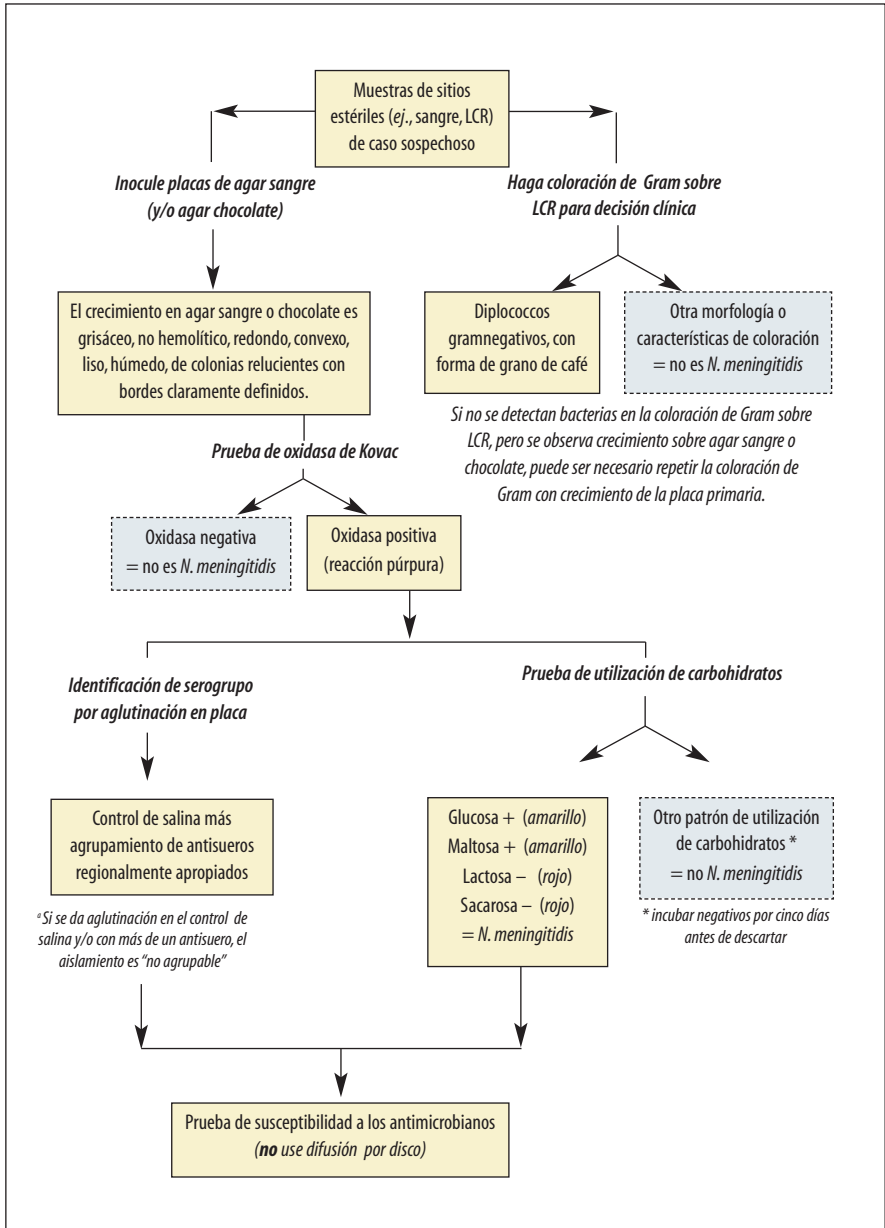 Muestras de sitios
estériles (ej., sangre, LCR)
de caso sospechoso
Inocule placas de agar sangre
(y/o agar chocolate)
Haga coloración de Gram sobre
LCR para decisión clínica
El crecimiento en agar sangre o chocolate es
grisáceo, no hemolítico, redondo, convexo,
liso, húmedo, de colonias relucientes con
bordes claramente definidos.
Diplococcos
gramnegativos, con
forma de grano de café
Otra morfología o
características de coloración
= no es N. meningitidis
Si no se detectan bacterias en la coloración de Gram sobre
LCR, pero se observa crecimiento sobre agar sangre o
chocolate, puede ser necesario repetir la coloración de
Gram con crecimiento de la placa primaria.
Prueba de oxidasa de Kovac
Oxidasa negativa
= no es N. meningitidis
Oxidasa positiva
(reacción púrpura)
Identificación de serogrupo
por aglutinación en placa
Prueba de utilización de carbohidratos
Control de salina más
agrupamiento de antisueros
regionalmente apropiados
a Si se da aglutinación en el control de
salina y/o con más de un antisuero, el
aislamiento es “no agrupable”
Glucosa + (amarillo)
Maltosa + (amarillo)
Lactosa – (rojo)
Sacarosa – (rojo)
= N. meningitidis
Otro patrón de utilización
de carbohidratos *
= no N. meningitidis
* incubar negativos por cinco días
antes de descartar
Prueba de susceptibilidad a los antimicrobianos
(no use difusión por disco)